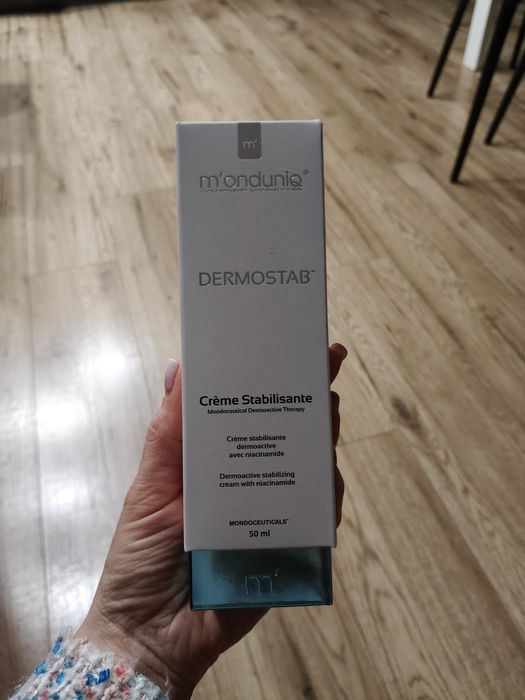 m'
m'onduniq®
DERMOSTAB™
Crème Stabilisante
Mondoceutical Dermoactive Therapy
Crème stabilisante
dermoactive
avec niacinamide
Dermoactive stabilizing
cream with niacinamide
MONDOCEUTICALS™
50 ml
m'